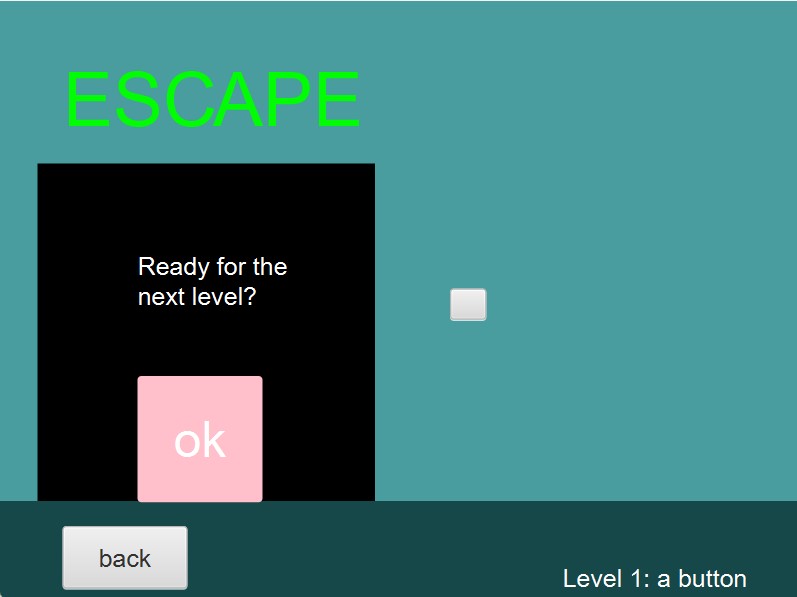 ESCAPE
Ready for the
next level?
ok
back
Level 1: a button